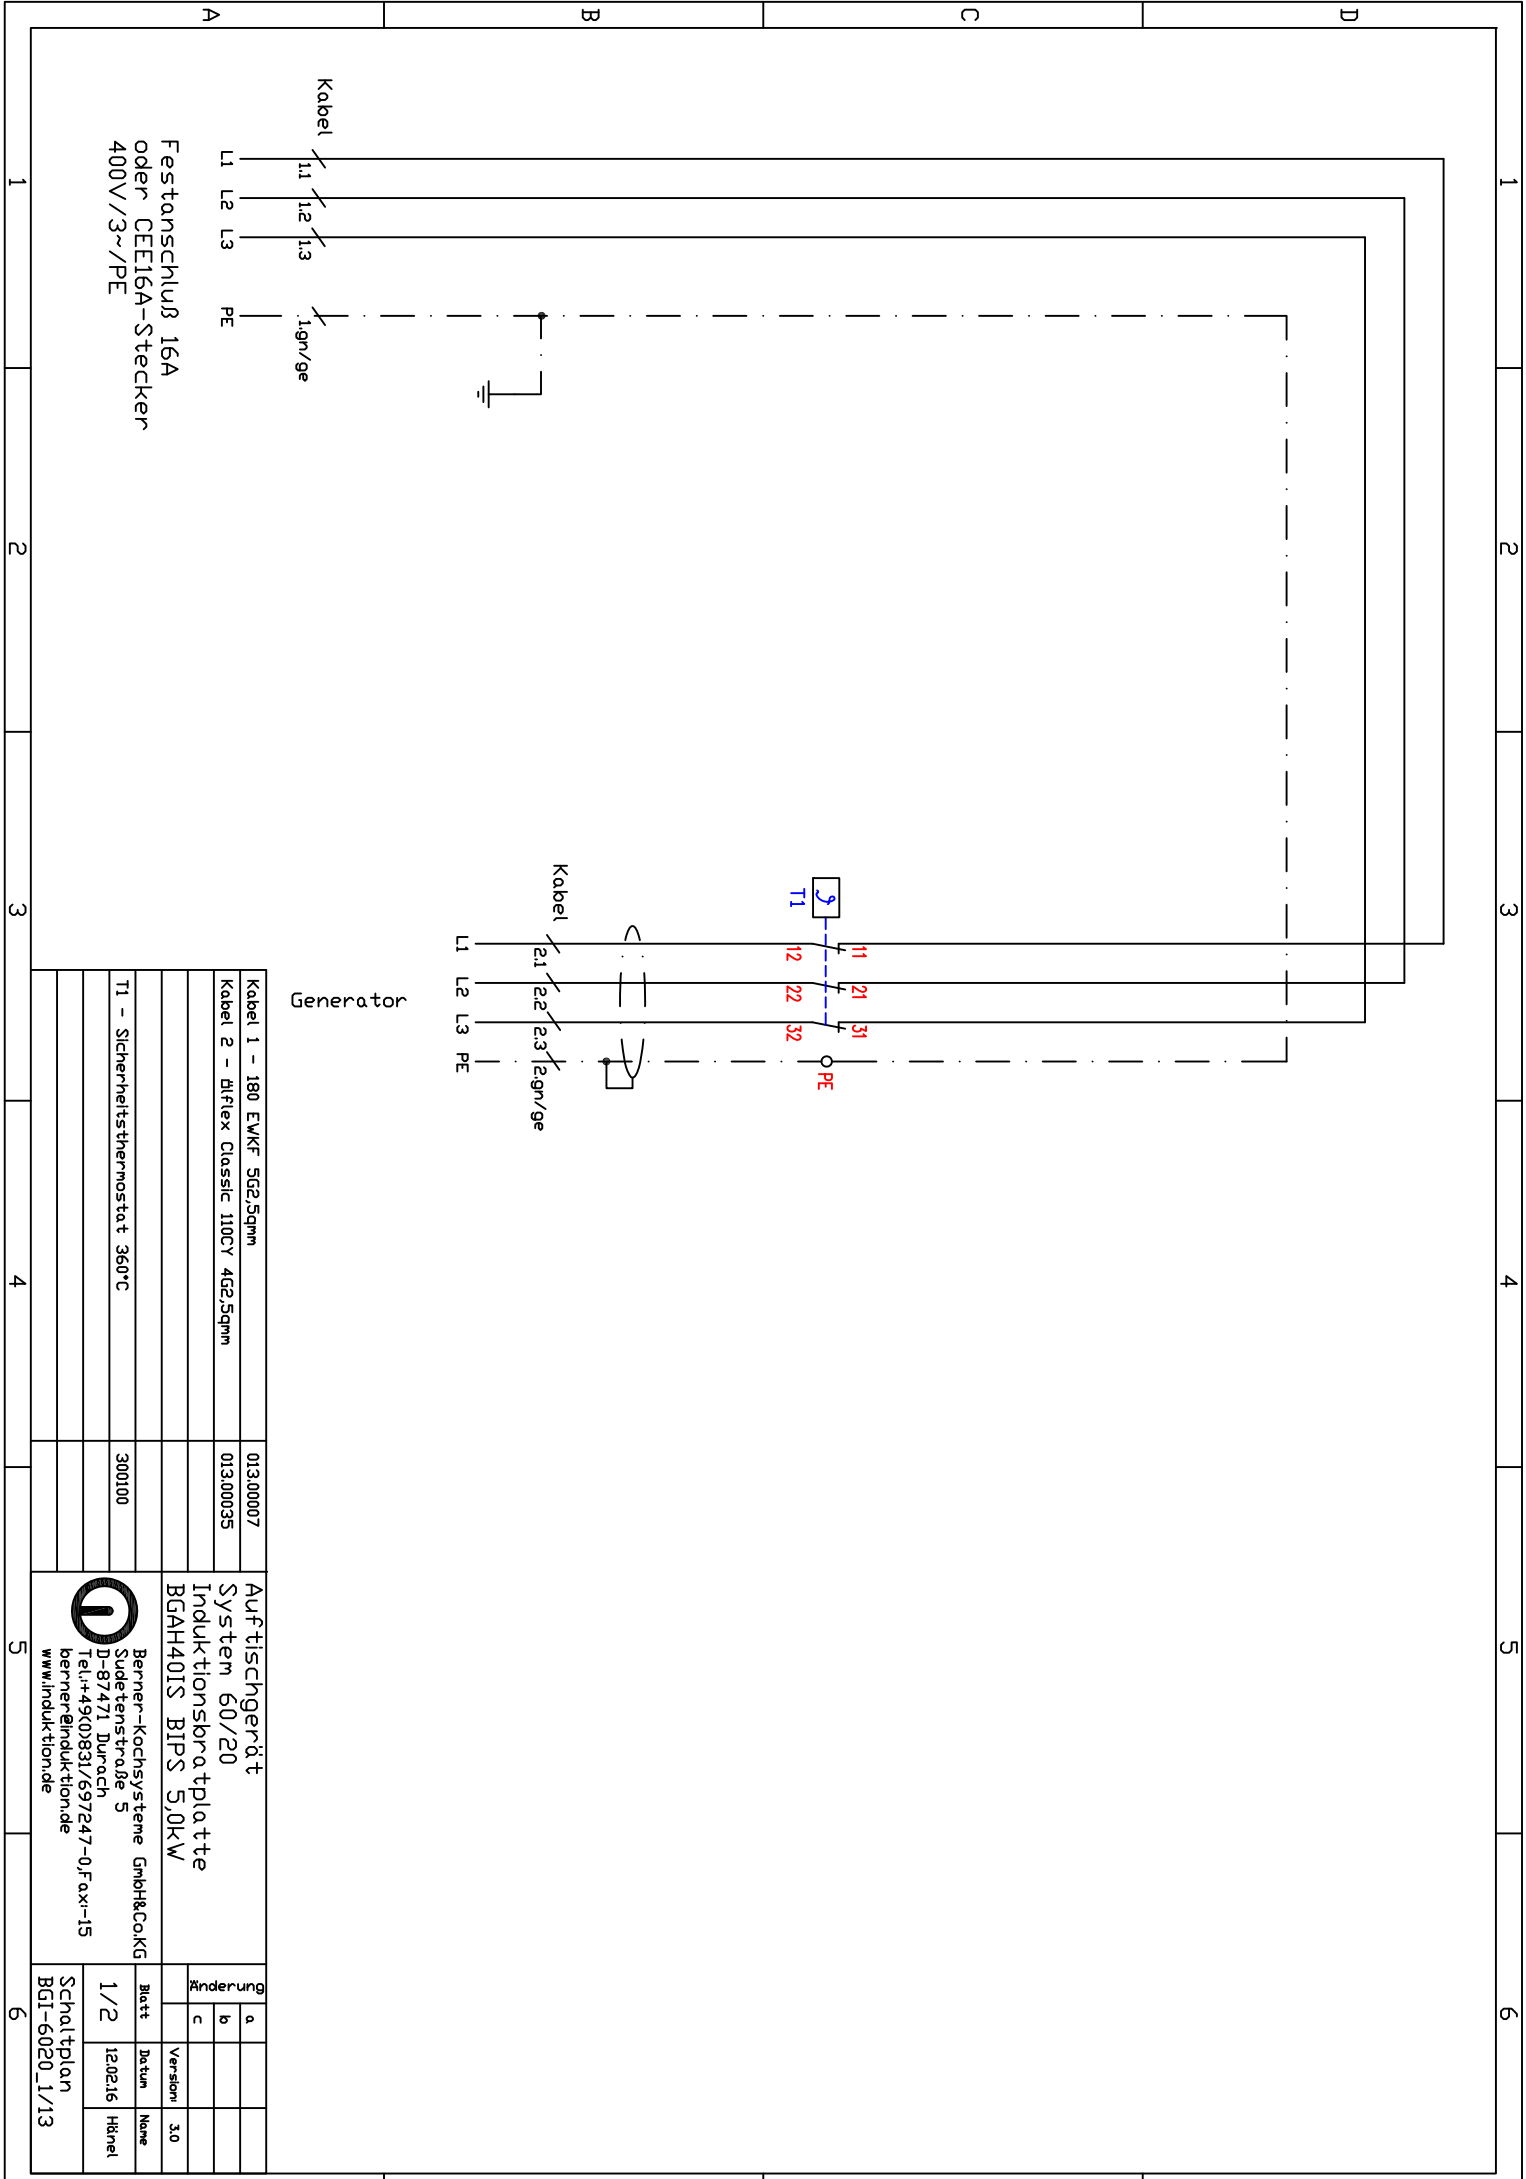 1
2
3
4
5
6
D
C
B
A
Kabel
L1
L2
L3
PE
1.1
1.2
1.3
1.gn/ge
Festanschluß 16A
oder CEE16A-Stecker
400V/3~/PE
T1
11
21
31
12
22
32
PE
Kabel
2.1
2.2
2.3
2.gn/ge
L1
L2
L3
PE
Generator
Kabel 1 - 180 EWKF 5G2,5qmm 013.00007
Kabel 2 - Ölflex Classic 110CY 4G2,5qmm 013.00035
T1 - Sicherheitsthermostat 360°C 300100
Auftischgerät
System 60/20
Induktionsbratplatte
BGAH40IS BIPS 5,0kW
Berner-Kochsysteme GmbH&Co.KG
Sudetenstraße 5
D-87471 Durach
Tel.:+49(0)831/697247-0,Fax:-15
berner@induktion.de
www.induktion.de
Änderung
a
b
c
Version: 3.0
Blatt Datum Name
1/2 12.02.16 Hänel
Schaltplan
BGI-6020_1/13
1
2
3
4
5
6